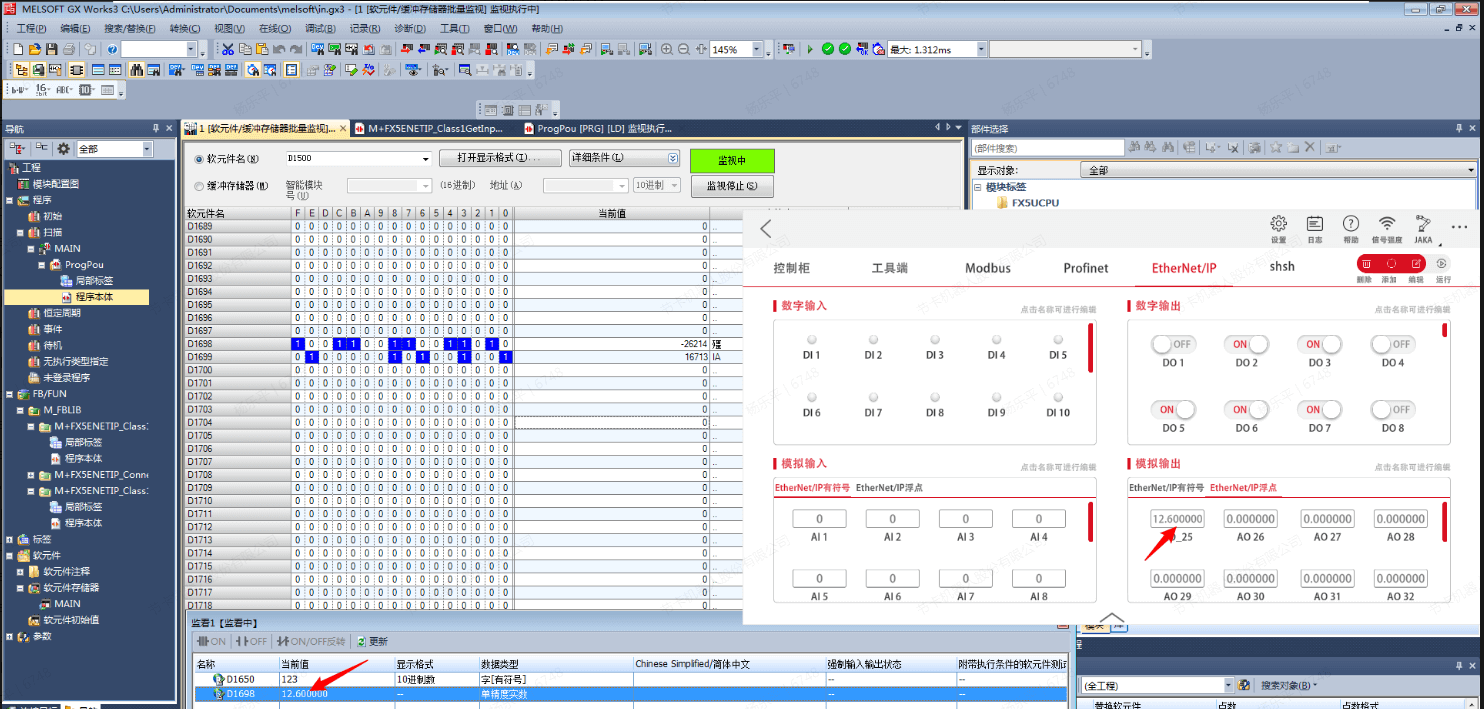 MELSOFT GX Works3 C:\Users\Administrator\Documents\melsoft\in.gx3 - [1 [软元件/缓冲存储器批量监视] 监视执行中]
工程(P) 编辑(E) 搜索/替换(F) 转换(C) 视图(V) 在线(O) 调试(B) 记录(R) 诊断(D) 工具(T) 窗口(W) 帮助(H)
145% 最大: 1.312ms
导航
全部
工程
模块配置图
程序
初始
扫描
MAIN
ProgPou
局部标签
程序本体
恒定周期
事件
待机
无执行类型指定
未登录程序
FB/FUN
M_FBLIB
M+FX5ENETIP_Class1
局部标签
程序本体
M+FX5ENETIP_Conne
M+FX5ENETIP_Class1
局部标签
程序本体
标签
软元件
软元件注释
软元件存储器
MAIN
软元件初始值
参数
1 [软元件/缓冲存储器批量监视]... M+FX5ENETIP_Class1GetInp... ProgPou [PRG] [LD] 监视执行...
软元件名(N) D1500 打开显示格式(I)... 详细条件(L) 监视中
缓冲存储器(M) 智能模块号(U) (16进制) 地址(A) 10进制 监视停止(S)
软元件名 F E D C B A 9 8 7 6 5 4 3 2 1 0 当前值
D1689 0 0 0 0 0 0 0 0 0 0 0 0 0 0 0 0 0 ..
D1690 0 0 0 0 0 0 0 0 0 0 0 0 0 0 0 0 0 ..
D1691 0 0 0 0 0 0 0 0 0 0 0 0 0 0 0 0 0 ..
D1692 0 0 0 0 0 0 0 0 0 0 0 0 0 0 0 0 0 ..
D1693 0 0 0 0 0 0 0 0 0 0 0 0 0 0 0 0 0 ..
D1694 0 0 0 0 0 0 0 0 0 0 0 0 0 0 0 0 0 ..
D1695 0 0 0 0 0 0 0 0 0 0 0 0 0 0 0 0 0 ..
D1696 0 0 0 0 0 0 0 0 0 0 0 0 0 0 0 0 0 ..
D1697 0 0 0 0 0 0 0 0 0 0 0 0 0 0 0 0 0 ..
D1698 1 0 0 1 1 0 0 1 1 0 0 1 1 0 1 0 -26214
D1699 0 1 0 0 0 0 0 1 0 1 0 0 1 0 0 1 16713 IA
D1700 0 0 0 0 0 0 0 0 0 0 0 0 0 0 0 0 0 ..
D1701 0 0 0 0 0 0 0 0 0 0 0 0 0 0 0 0 0 ..
D1702 0 0 0 0 0 0 0 0 0 0 0 0 0 0 0 0 0 ..
D1703 0 0 0 0 0 0 0 0 0 0 0 0 0 0 0 0 0 ..
D1704 0 0 0 0 0 0 0 0 0 0 0 0 0 0 0 0 0 ..
D1705 0 0 0 0 0 0 0 0 0 0 0 0 0 0 0 0 0 ..
D1706 0 0 0 0 0 0 0 0 0 0 0 0 0 0 0 0 0 ..
D1707 0 0 0 0 0 0 0 0 0 0 0 0 0 0 0 0 0 ..
D1708 0 0 0 0 0 0 0 0 0 0 0 0 0 0 0 0 0 ..
D1709 0 0 0 0 0 0 0 0 0 0 0 0 0 0 0 0 0 ..
D1710 0 0 0 0 0 0 0 0 0 0 0 0 0 0 0 0 0 ..
D1711 0 0 0 0 0 0 0 0 0 0 0 0 0 0 0 0 0 ..
D1712 0 0 0 0 0 0 0 0 0 0 0 0 0 0 0 0 0 ..
D1713 0 0 0 0 0 0 0 0 0 0 0 0 0 0 0 0 0 ..
D1714 0 0 0 0 0 0 0 0 0 0 0 0 0 0 0 0 0 ..
D1715 0 0 0 0 0 0 0 0 0 0 0 0 0 0 0 0 0 ..
D1716 0 0 0 0 0 0 0 0 0 0 0 0 0 0 0 0 0 ..
D1717 0 0 0 0 0 0 0 0 0 0 0 0 0 0 0 0 0 ..
D1718 0 0 0 0 0 0 0 0 0 0 0 0 0 0 0 0 0 ..
监看1【监看中】
ON OFF ON/OFF反转 更新
名称 当前值 显示格式 数据类型 Chinese Simplified/简体中文 强制输入输出状态 附带执行条件的软元件测试
D1650 123 10进制数 字[有符号] -- --
D1698 12.600000 -- 单精度实数 -- --
部件选择
(部件搜索)
显示对象: 全部
模块标签
FX5UCPU
设置 日志 帮助 信号强度 JAKA
控制柜 工具端 Modbus Profinet EtherNet/IP shsh
删除 添加 编辑 运行
数字输入 点击名称可进行编辑
DI 1 DI 2 DI 3 DI 4 DI 5
DI 6 DI 7 DI 8 DI 9 DI 10
数字输出 点击名称可进行编辑
OFF ON ON OFF
DO 1 DO 2 DO 3 DO 4
ON ON ON OFF
DO 5 DO 6 DO 7 DO 8
模拟输入 点击名称可进行编辑
EtherNet/IP有符号 EtherNet/IP浮点
0 0 0 0
AI 1 AI 2 AI 3 AI 4
0 0 0 0
AI 5 AI 6 AI 7 AI 8
模拟输出 点击名称可进行编辑
EtherNet/IP有符号 EtherNet/IP浮点
12.600000 0.000000 0.000000 0.000000
_25 AO 26 AO 27 AO 28
0.000000 0.000000 0.000000 0.000000
AO 29 AO 30 AO 31 AO 32
(全工程) 搜索对象(B)
替换软元件 点数 点数格式